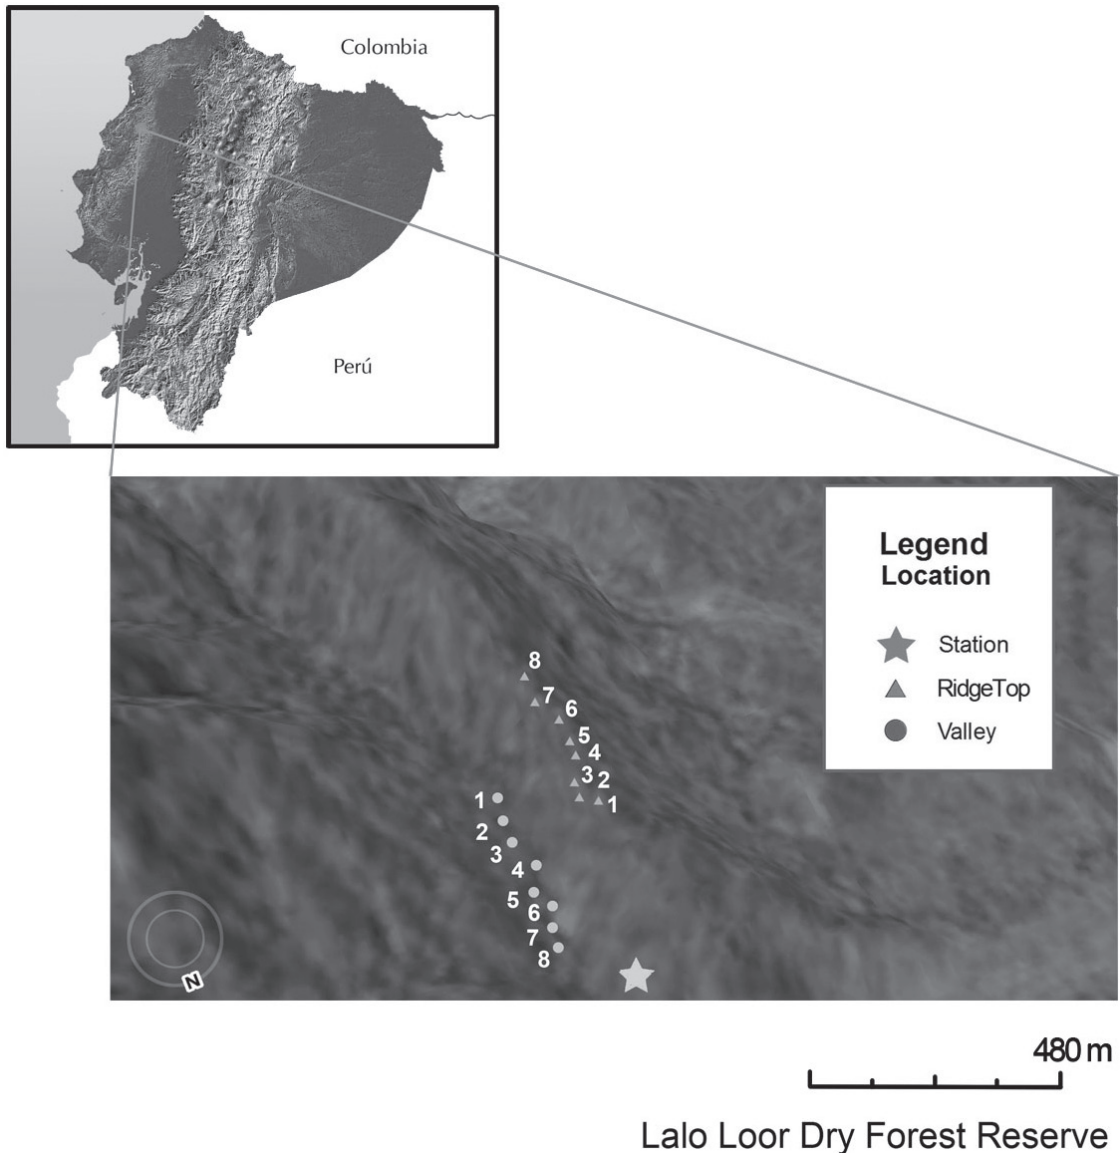 Colombia
Perú
Legend
Location
Station
RidgeTop
Valley
8
7
6
5
4
3 2
1
1
2
3
4
5
6
7
8
N
480 m
Lalo Loor Dry Forest Reserve